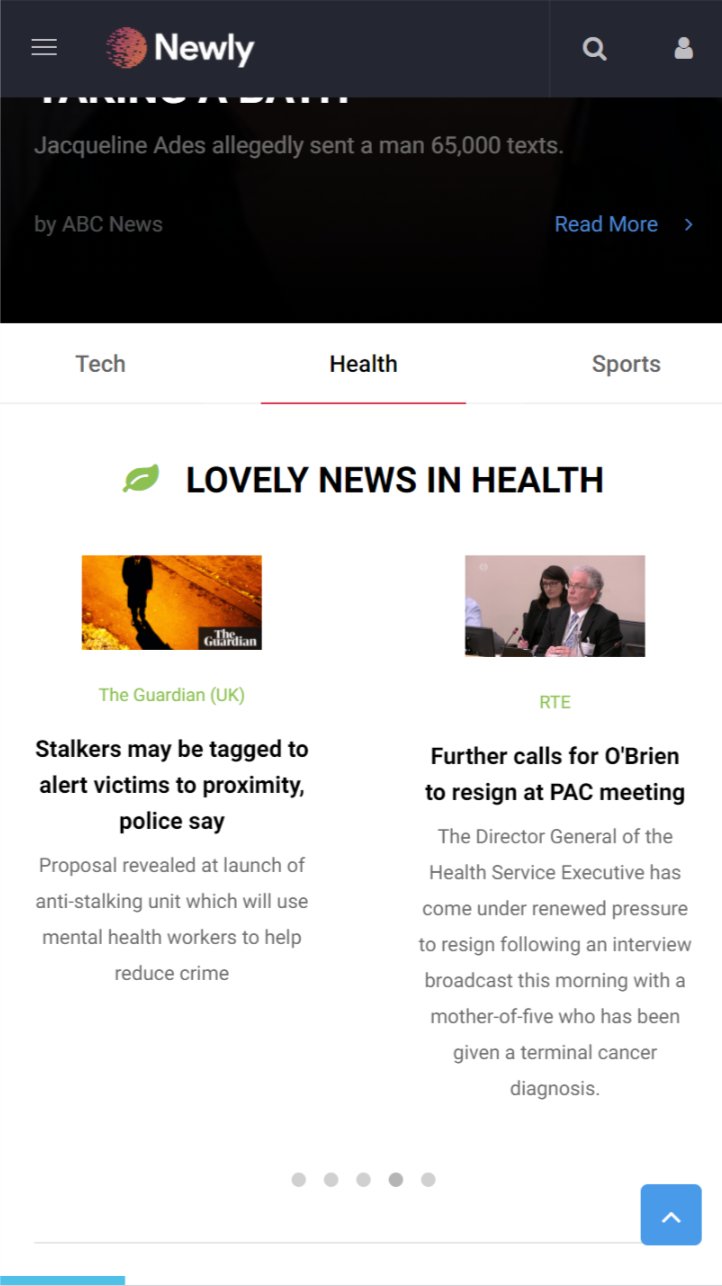 Newly
TAKING A BATH
Jacqueline Ades allegedly sent a man 65,000 texts.
by ABC News
Read More
Tech
Health
Sports
LOVELY NEWS IN HEALTH
The Guardian
The Guardian (UK)
Stalkers may be tagged to
alert victims to proximity,
police say
Proposal revealed at launch of
anti-stalking unit which will use
mental health workers to help
reduce crime
RTE
Further calls for O'Brien
to resign at PAC meeting
The Director General of the
Health Service Executive has
come under renewed pressure
to resign following an interview
broadcast this morning with a
mother-of-five who has been
given a terminal cancer
diagnosis.